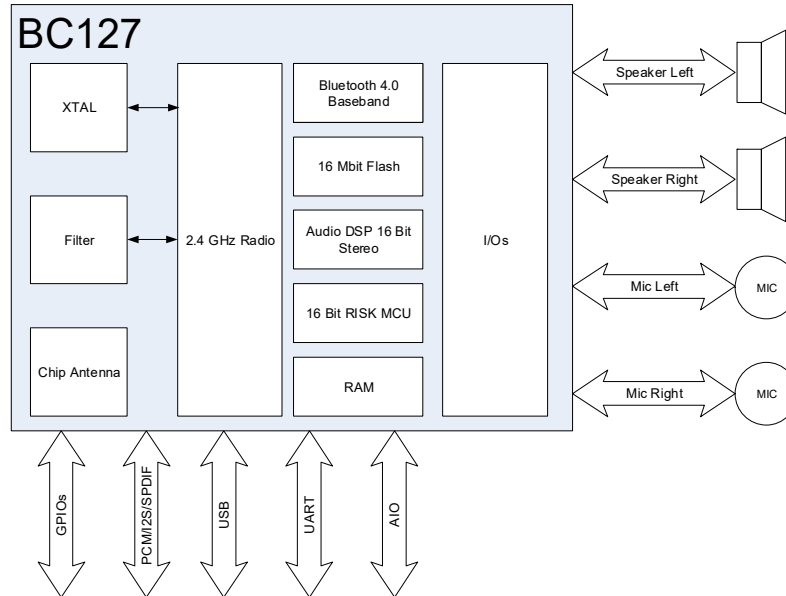 BC127
XTAL
Filter
Chip Antenna
2.4 GHz Radio
Bluetooth 4.0
Baseband
16 Mbit Flash
Audio DSP 16 Bit
Stereo
16 Bit RISK MCU
RAM
I/Os
Speaker Left
Speaker Right
Mic Left
MIC
Mic Right
MIC
GPIOs
PCM/I2S/SPDIF
USB
UART
AIO